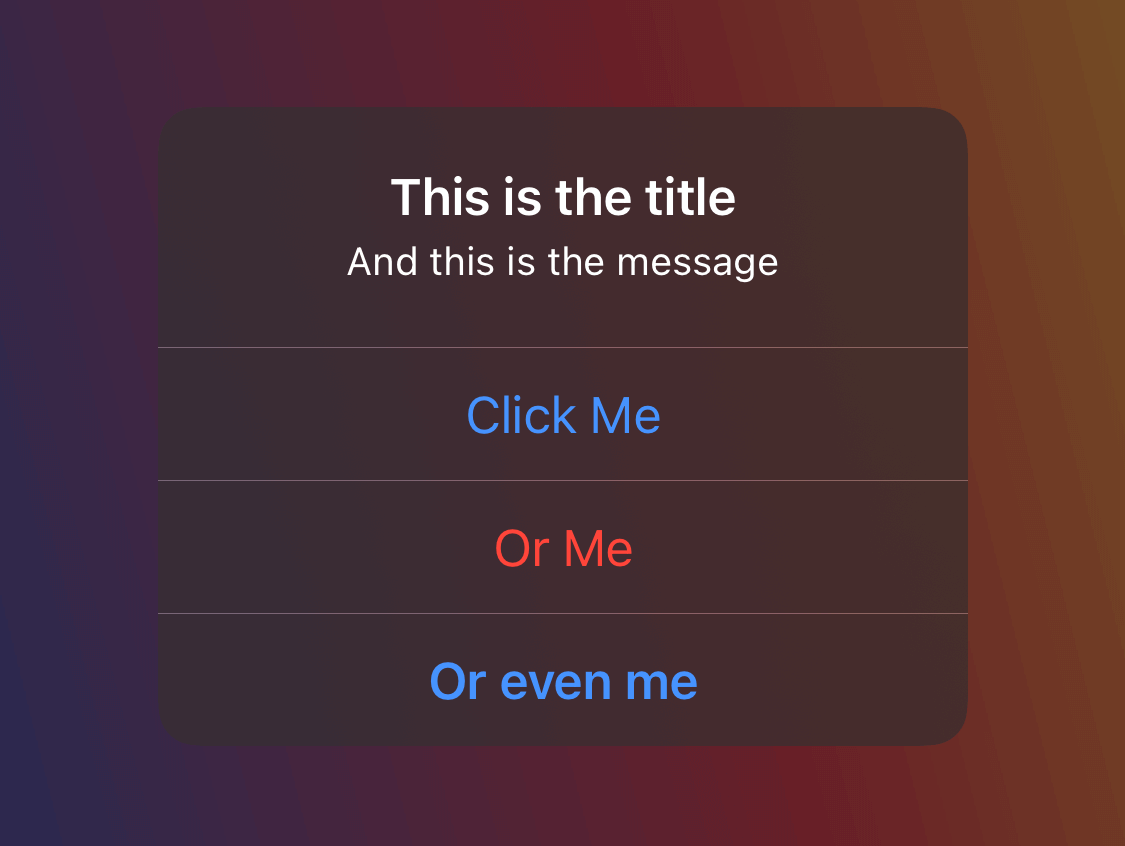 This is the title
And this is the message
Click Me
Or Me
Or even me